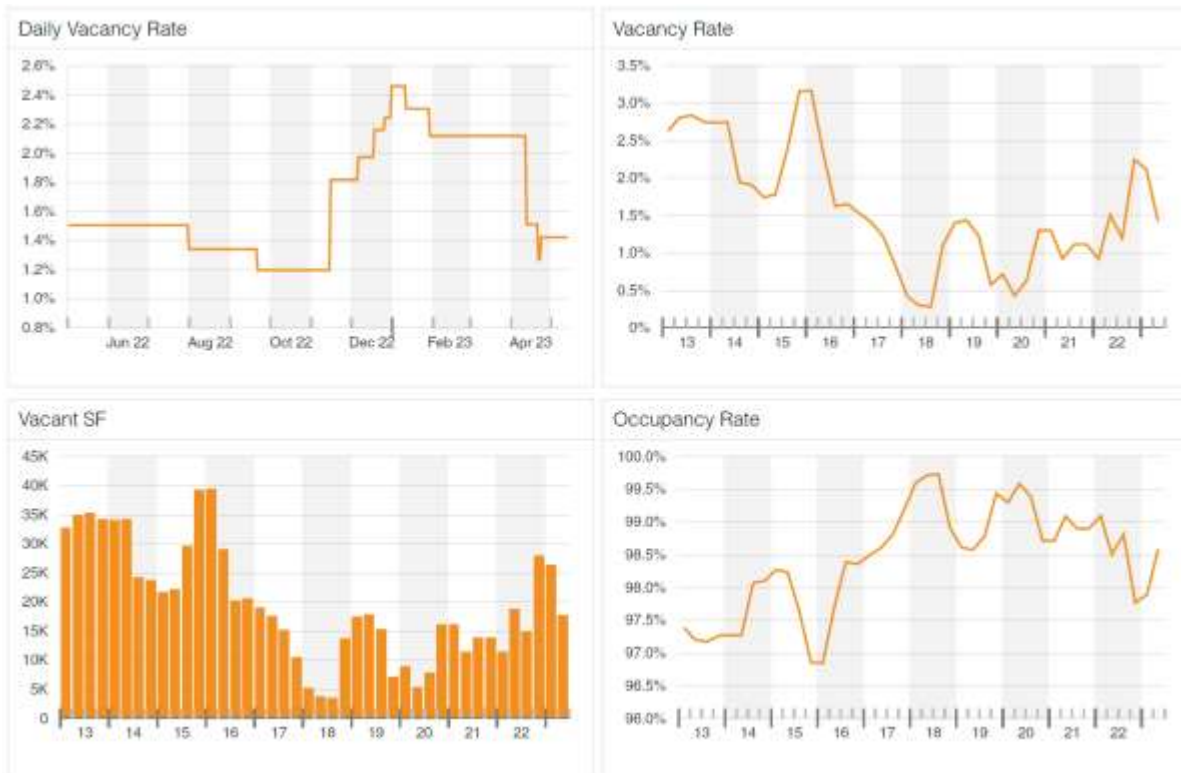 Daily Vacancy Rate
2.6%
2.4%
2.2%
2.0%
1.8%
1.6%
1.4%
1.2%
1.0%
0.8%
Jun 22 Aug 22 Oct 22 Dec 22 Feb 23 Apr 23
Vacancy Rate
3.5%
3.0%
2.5%
2.0%
1.5%
1.0%
0.5%
0%
13 14 15 16 17 18 19 20 21 22
Vacant SF
45K
40K
35K
30K
25K
20K
15K
10K
5K
0
13 14 15 16 17 18 19 20 21 22
Occupancy Rate
100.0%
99.5%
99.0%
98.5%
98.0%
97.5%
97.0%
96.5%
96.0%
13 14 15 16 17 18 19 20 21 22